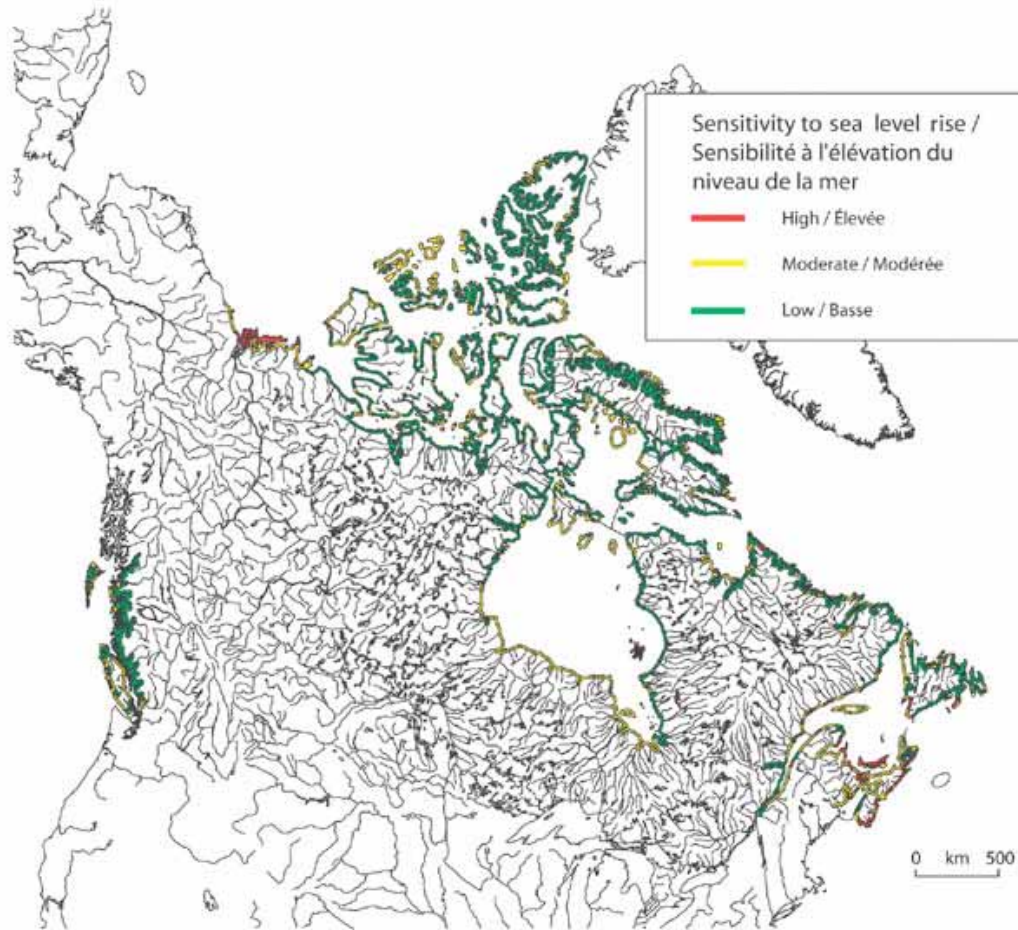 Sensitivity to sea level rise /
Sensibilité à l'élévation du
niveau de la mer
High / Élevée
Moderate / Modérée
Low / Basse
0 km 500